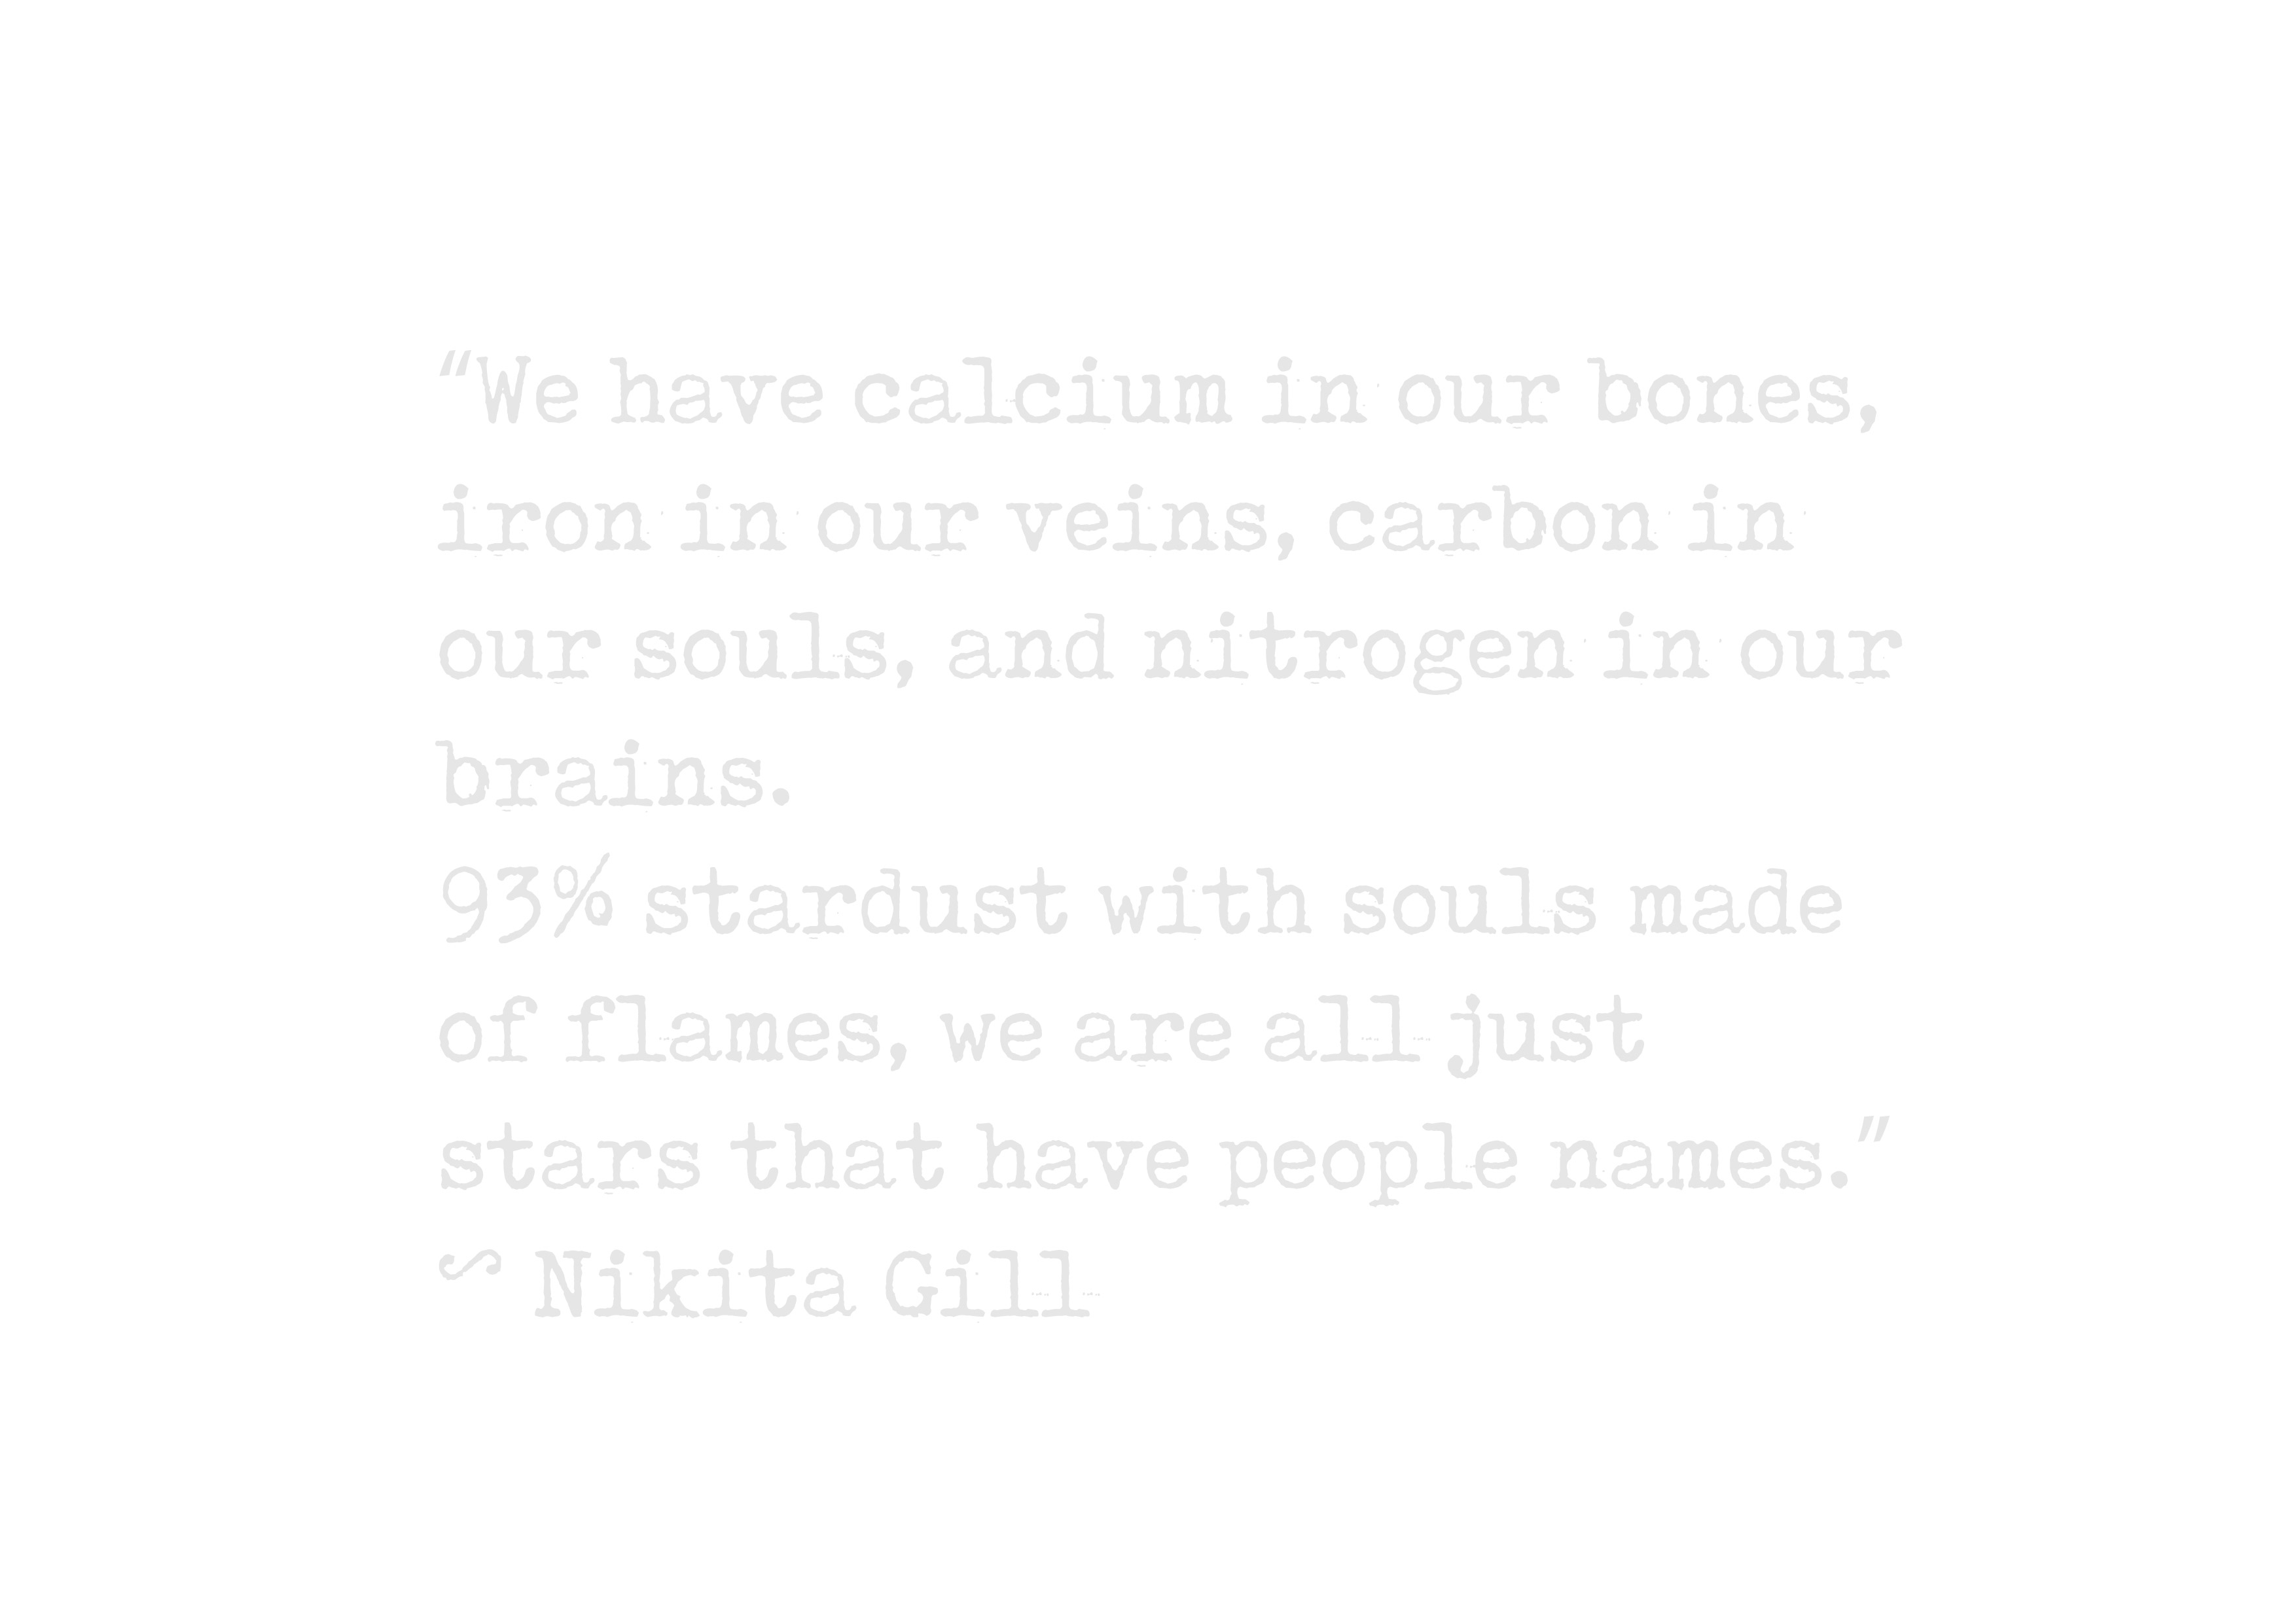 “We have calcium in our bones,
iron in our veins, carbon in
our souls, and nitrogen in our
brains.
93% stardust with souls made
of flames, we are all just
stars that have people names.”
~ Nikita Gill